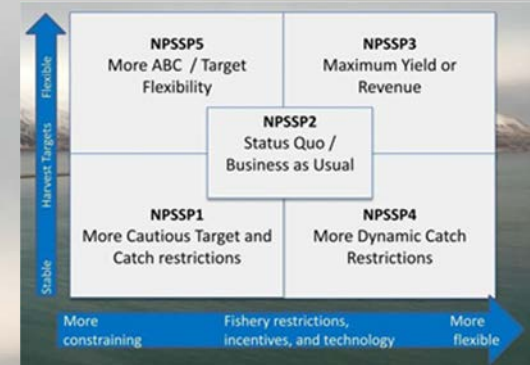 NPSSP5
More ABC / Target
Flexibility
NPSSP3
Maximum Yield or
Revenue
NPSSP2
Status Quo /
Business as Usual
NPSSP1
More Cautious Target and
Catch restrictions
NPSSP4
More Dynamic Catch
Restrictions
Flexible
Harvest Targets
Stable
More
constraining
Fishery restrictions,
incentives, and technology
More
flexible